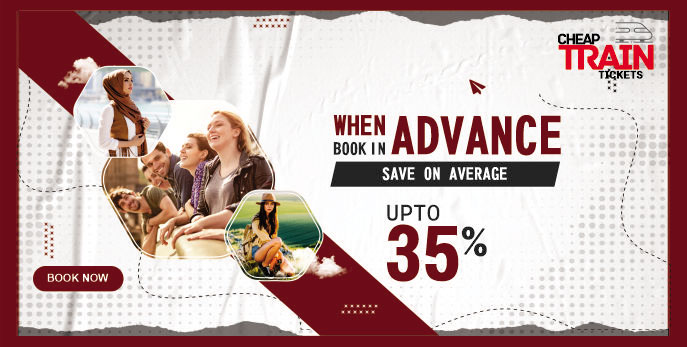 CHEAP
TRAIN
TICKETS
WHEN
BOOK IN ADVANCE
SAVE ON AVERAGE
UPTO
35%
BOOK NOW